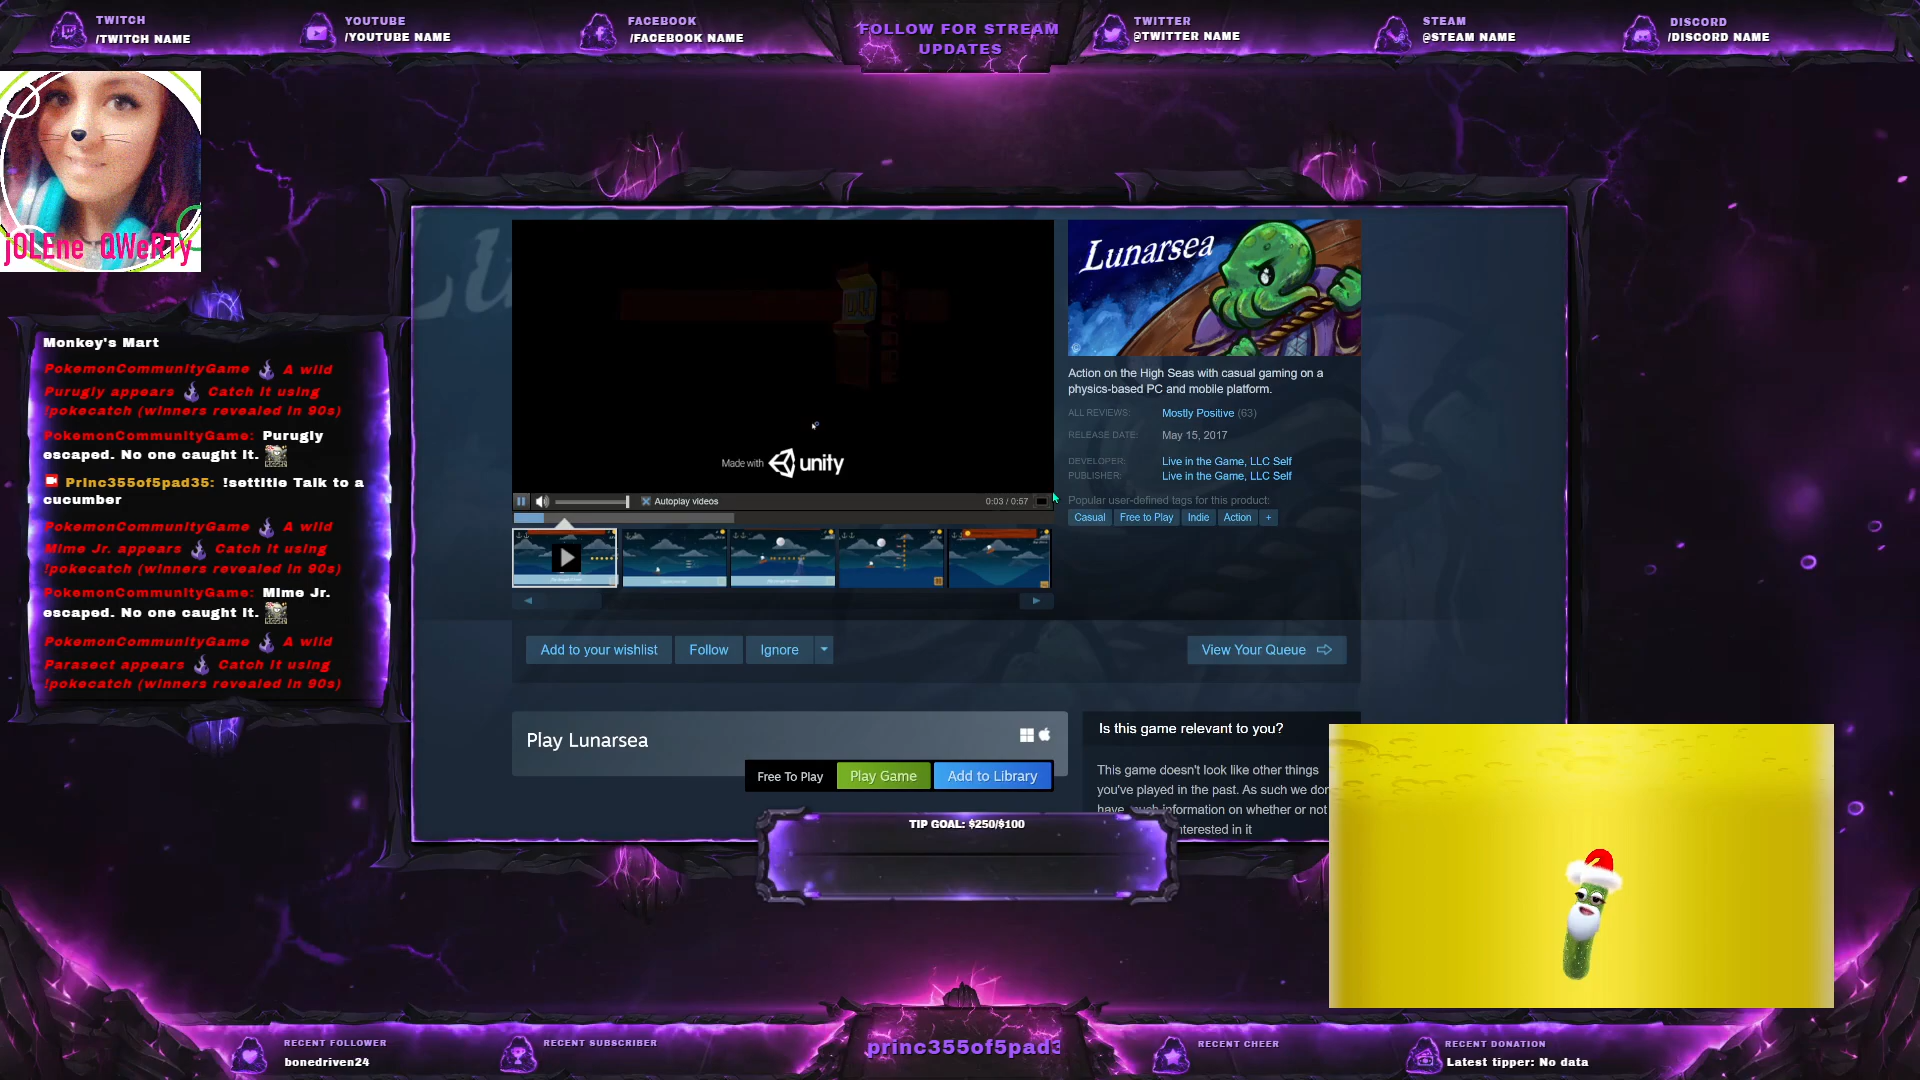 TWITCH
/TWITCH NAME
YOUTUBE
/YOUTUBE NAME
FACEBOOK
/FACEBOOK NAME
FOLLOW FOR STREAM
UPDATES
TWITTER
@TWITTER NAME
STEAM
@STEAM NAME
DISCORD
/DISCORD NAME
jOLEne QWeRTy
Monkey's Mart
PokemonCommunityGame A wild
Purugly appears Catch it using
!pokecatch (winners revealed in 90s)
PokemonCommunityGame: Purugly
escaped. No one caught it.
Princ355of5pad35: !settitle Talk to a
cucumber
PokemonCommunityGame A wild
Mime Jr. appears Catch it using
!pokecatch (winners revealed in 90s)
PokemonCommunityGame: Mime Jr.
escaped. No one caught it.
PokemonCommunityGame A wild
Parasect appears Catch it using
!pokecatch (winners revealed in 90s)
Made with unity
Autoplay videos
0:03 / 0:57
Lunarsea
Action on the High Seas with casual gaming on a
physics-based PC and mobile platform.
ALL REVIEWS: Mostly Positive (63)
RELEASE DATE: May 15, 2017
DEVELOPER: Live in the Game, LLC Self
PUBLISHER: Live in the Game, LLC Self
Popular user-defined tags for this product:
Casual Free to Play Indie Action +
Add to your wishlist Follow Ignore
View Your Queue
Play Lunarsea
Free To Play Play Game Add to Library
Is this game relevant to you?
This game doesn't look like other things
you've played in the past. As such we don
have much information on whether or not
interested in it
TIP GOAL: $250/$100
RECENT FOLLOWER
bonedriven24
RECENT SUBSCRIBER
princ355of5pad3
RECENT CHEER
RECENT DONATION
Latest tipper: No data